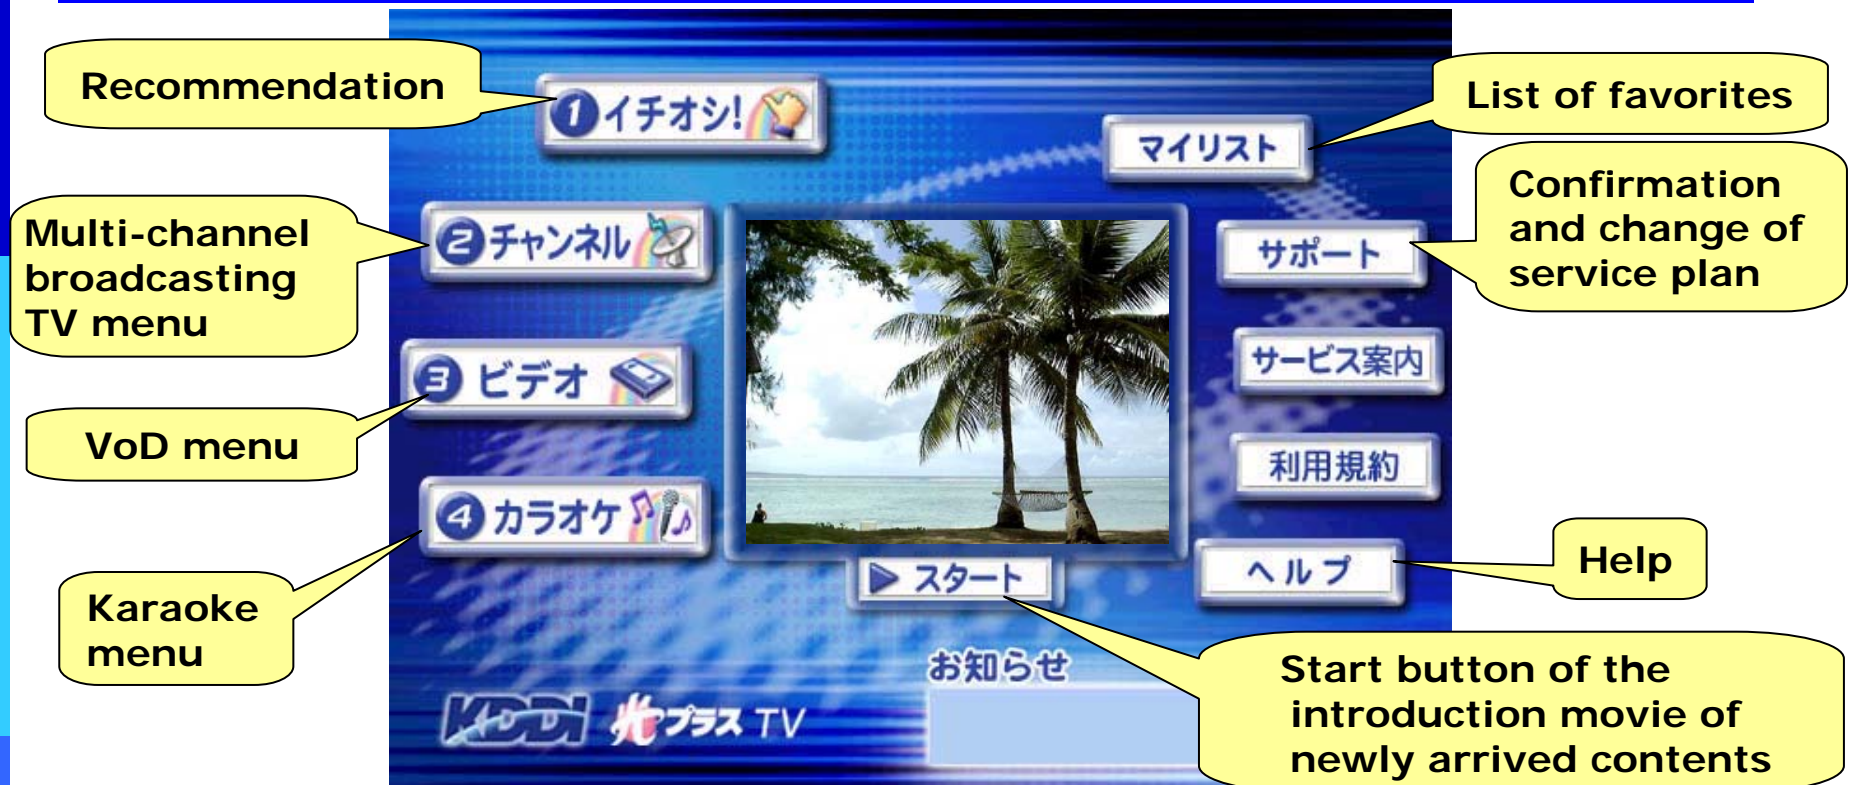 Recommendation
1 イチオシ!
List of favorites
マイリスト
Confirmation
and change of
service plan
Multi-channel
broadcasting
TV menu
2 チャンネル
サポート
3 ビデオ
サービス案内
VoD menu
利用規約
4 カラオケ
Help
ヘルプ
スタート
Karaoke
menu
お知らせ
Start button of the
introduction movie of
newly arrived contents
KDDI 光プラス TV